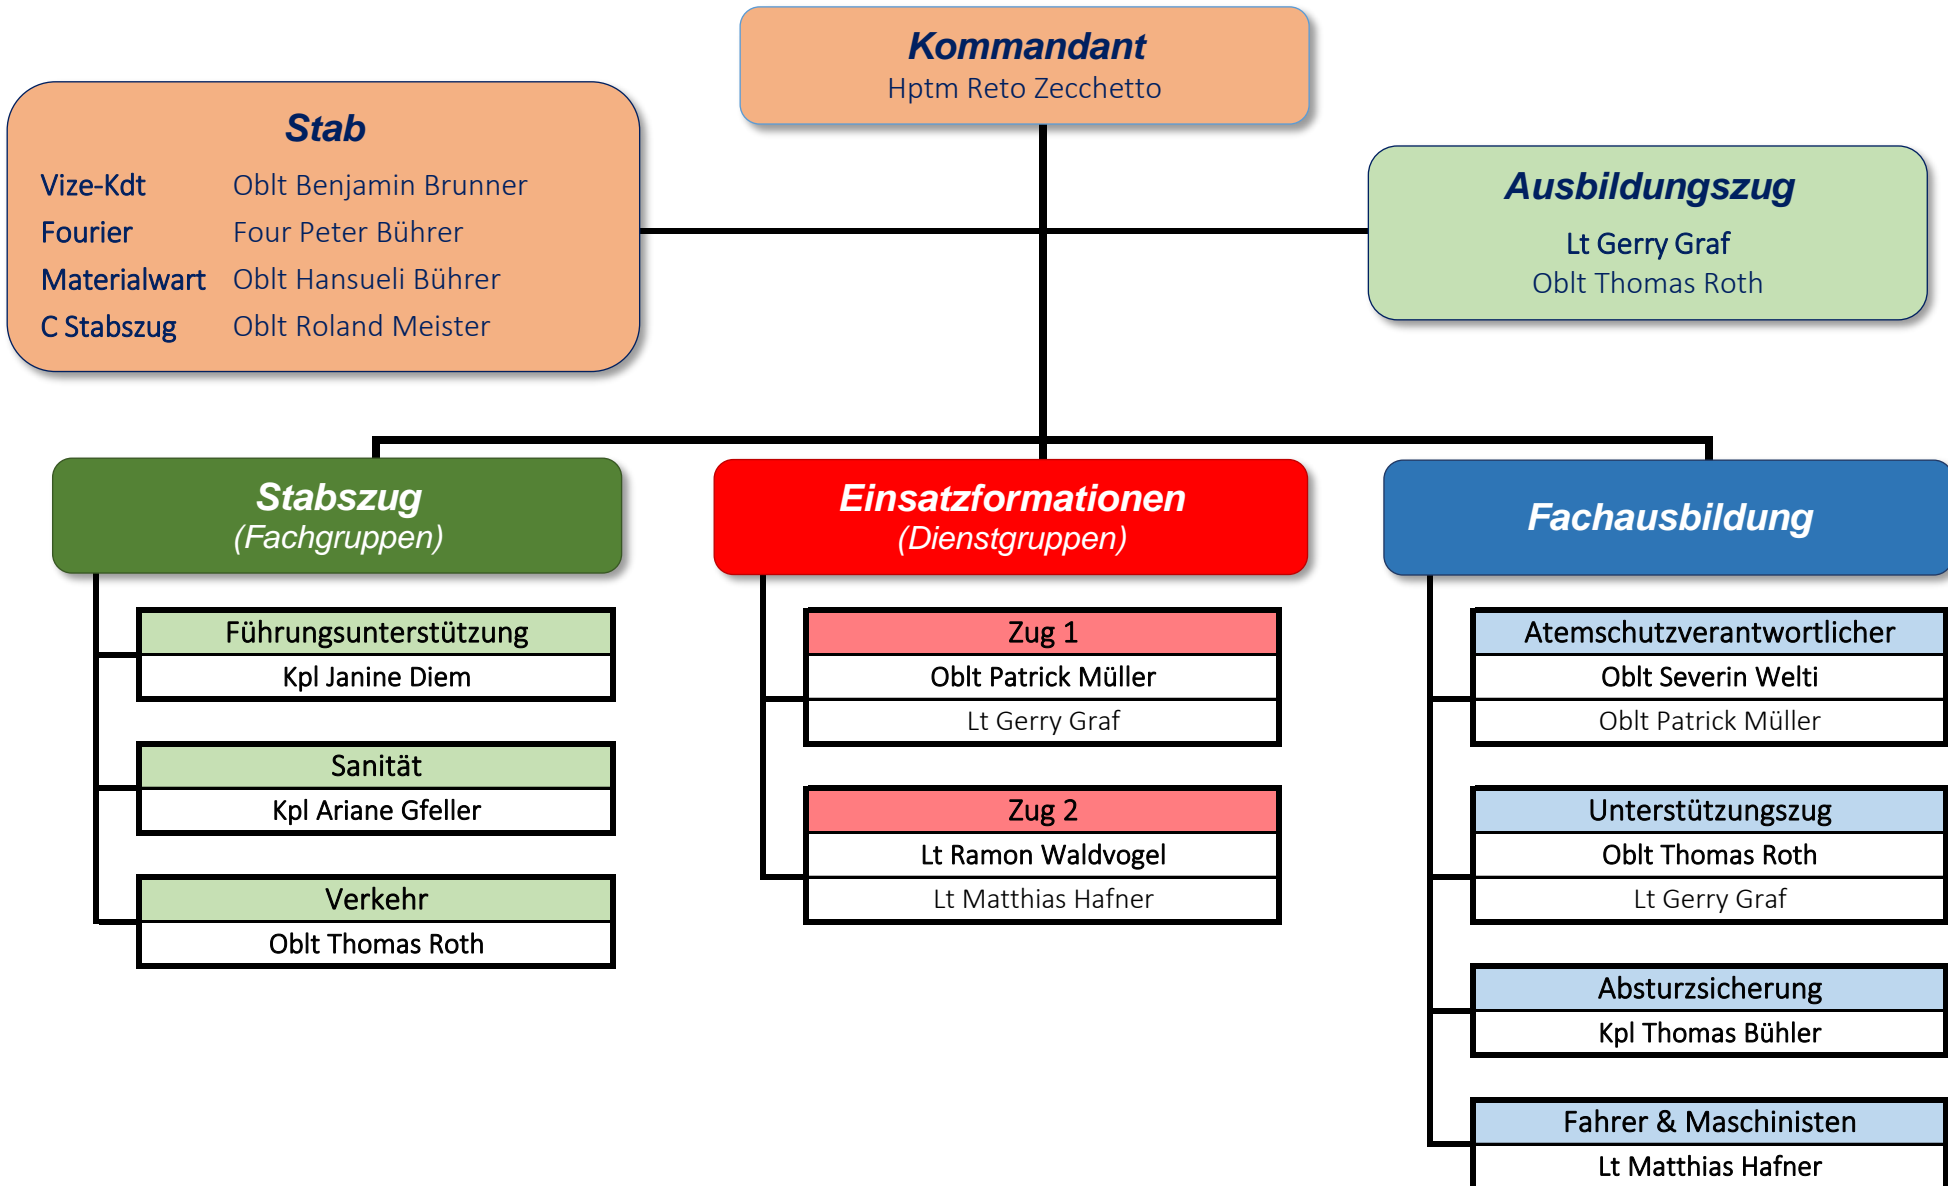 Kommandant
Hptm Reto Zecchetto
Stab
Vize-Kdt Oblt Benjamin Brunner
Fourier Four Peter Bührer
Materialwart Oblt Hansueli Bührer
C Stabszug Oblt Roland Meister
Ausbildungszug
Lt Gerry Graf
Oblt Thomas Roth
Stabszug
(Fachgruppen)
Führungsunterstützung
Kpl Janine Diem
Sanität
Kpl Ariane Gfeller
Verkehr
Oblt Thomas Roth
Einsatzformationen
(Dienstgruppen)
Zug 1
Oblt Patrick Müller
Lt Gerry Graf
Zug 2
Lt Ramon Waldvogel
Lt Matthias Hafner
Fachausbildung
Atemschutzverantwortlicher
Oblt Severin Welti
Oblt Patrick Müller
Unterstützungszug
Oblt Thomas Roth
Lt Gerry Graf
Absturzsicherung
Kpl Thomas Bühler
Fahrer & Maschinisten
Lt Matthias Hafner